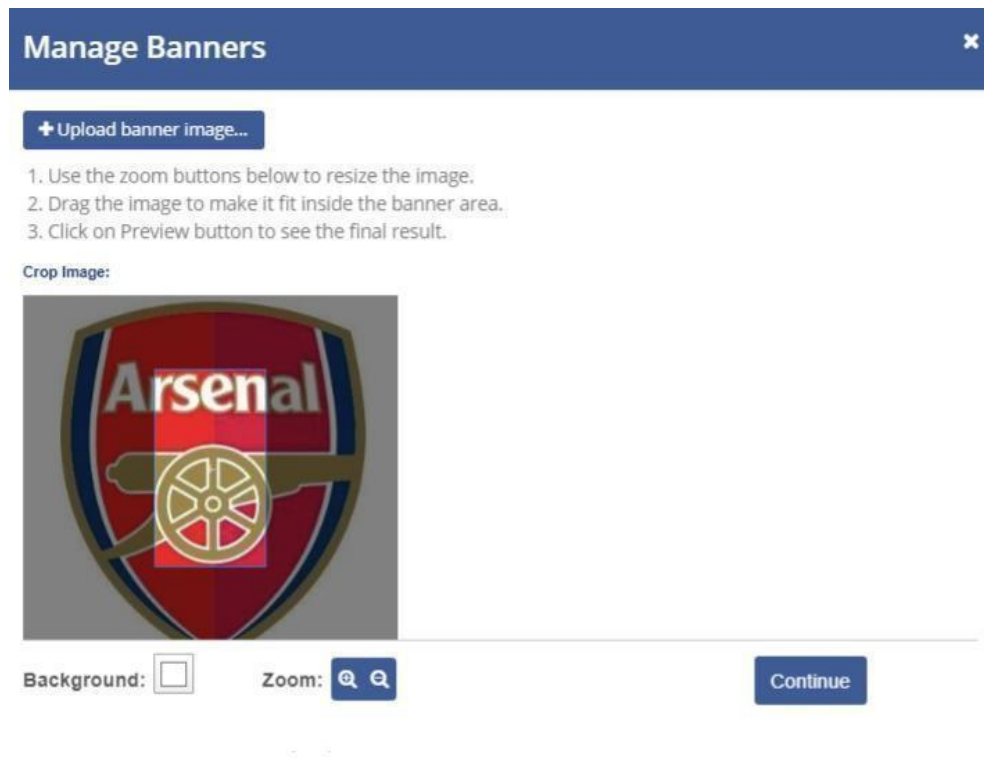 Manage Banners
+Upload banner image...
1. Use the zoom buttons below to resize the image.
2. Drag the image to make it fit inside the banner area.
3. Click on Preview button to see the final result.
Crop Image:
Arsenal
Background:
Zoom:
Continue